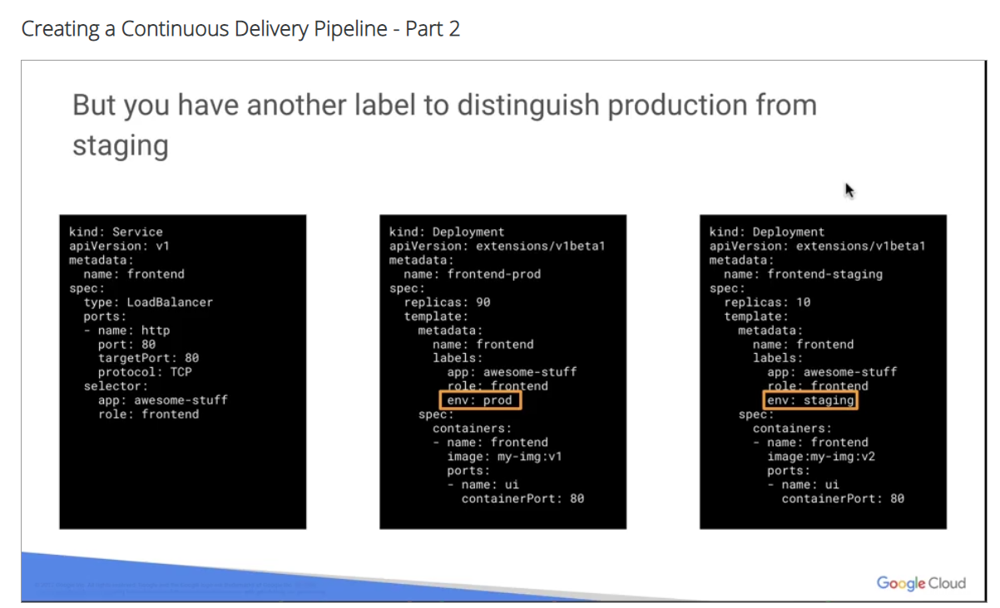 Creating a Continuous Delivery Pipeline - Part 2
But you have another label to distinguish production from
staging
kind: Service
apiVersion: v1
metadata:
  name: frontend
spec:
  type: LoadBalancer
  ports:
  - name: http
    port: 80
    targetPort: 80
    protocol: TCP
  selector:
    app: awesome-stuff
    role: frontend
kind: Deployment
apiVersion: extensions/v1beta1
metadata:
  name: frontend-prod
spec:
  replicas: 90
  template:
    metadata:
      name: frontend
      labels:
        app: awesome-stuff
        role: frontend
        env: prod
    spec:
      containers:
      - name: frontend
        image: my-img:v1
        ports:
        - name: ui
          containerPort: 80
kind: Deployment
apiVersion: extensions/v1beta1
metadata:
  name: frontend-staging
spec:
  replicas: 10
  template:
    metadata:
      name: frontend
      labels:
        app: awesome-stuff
        role: frontend
        env: staging
    spec:
      containers:
      - name: frontend
        image:my-img:v2
        ports:
        - name: ui
          containerPort: 80
Google Cloud